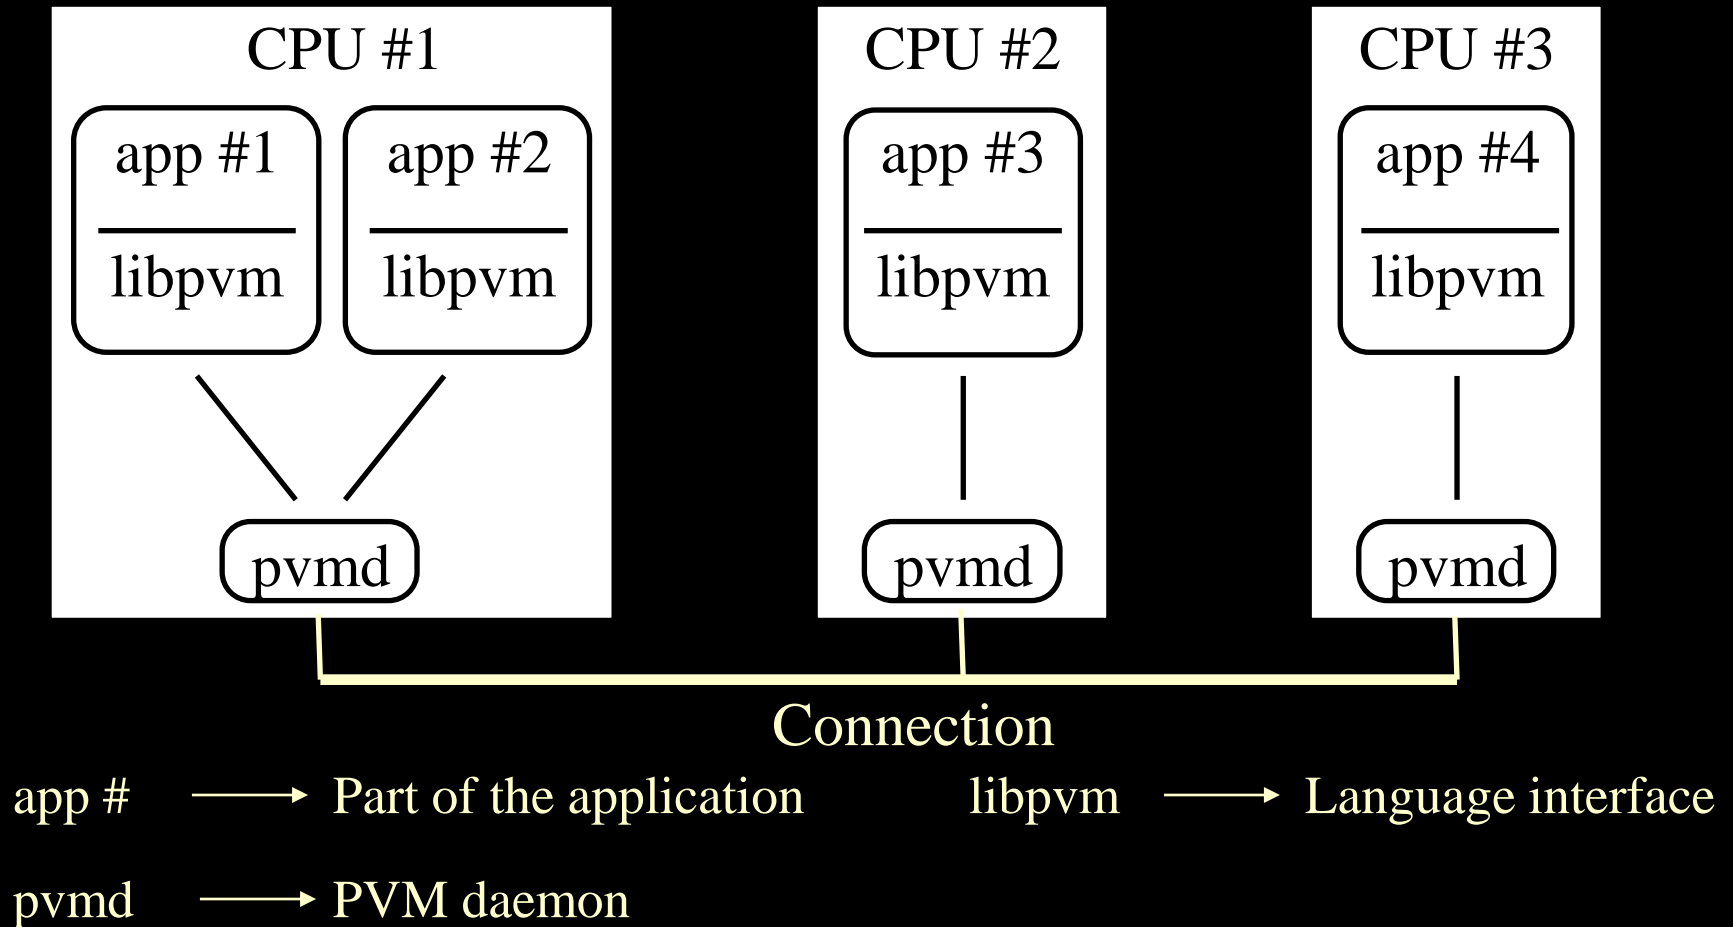 CPU #1
CPU #2
CPU #3
app #1
app #2
app #3
app #4
libpvm
libpvm
libpvm
libpvm
pvmd
pvmd
pvmd
Connection
app # Part of the application
libpvm Language interface
pvmd PVM daemon